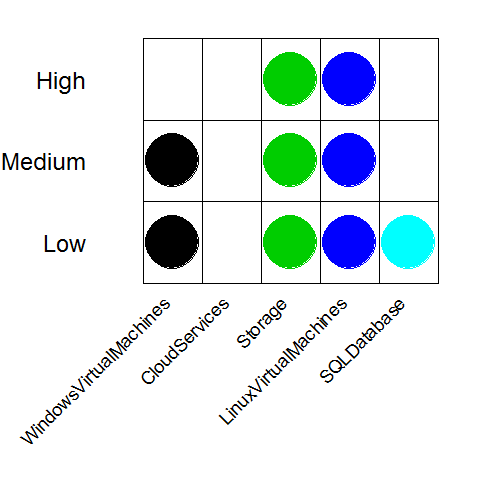 High
Medium
Low
WindowsVirtualMachines
CloudServices
Storage
LinuxVirtualMachines
SQLDatabase